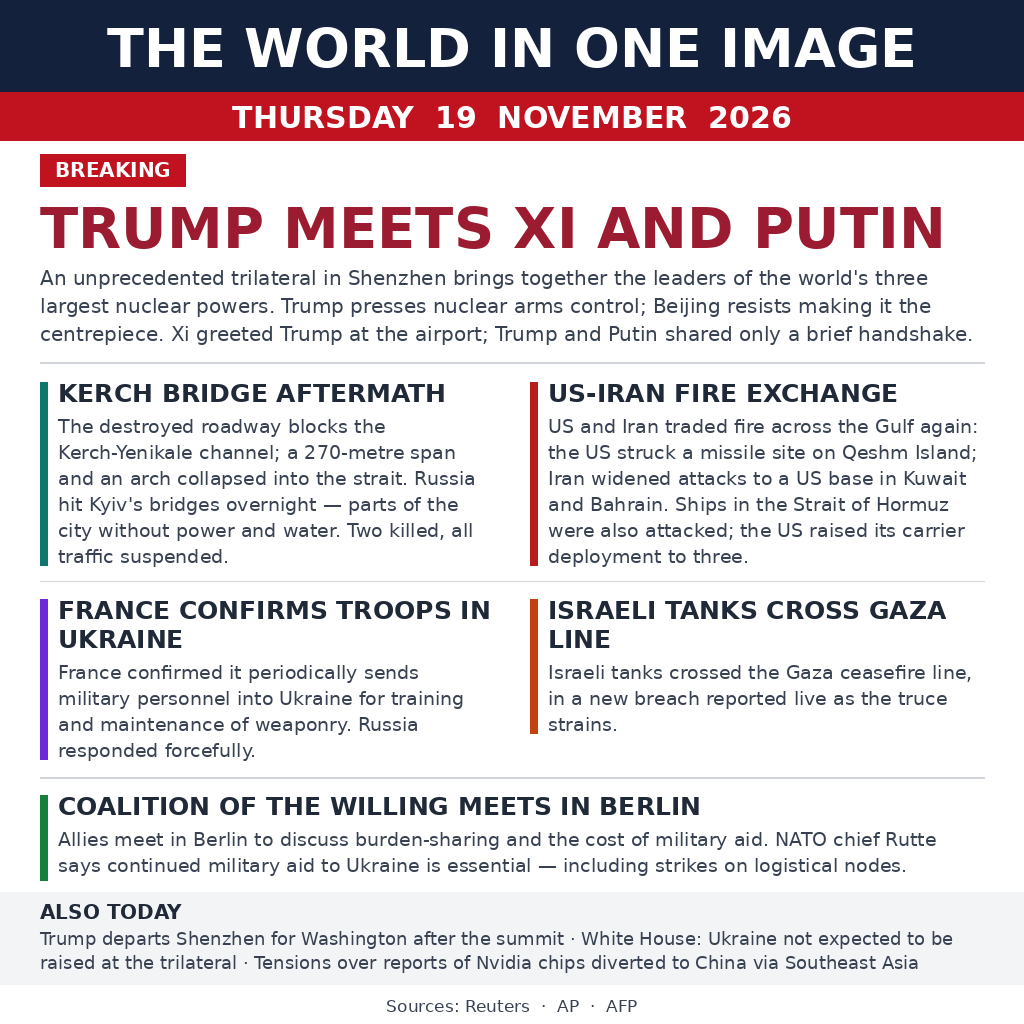 THE WORLD IN ONE IMAGE
THURSDAY 19 NOVEMBER 2026
BREAKING
TRUMP MEETS XI AND PUTIN
An unprecedented trilateral in Shenzhen brings together the leaders of the world's three
largest nuclear powers. Trump presses nuclear arms control; Beijing resists making it the
centrepiece. Xi greeted Trump at the airport; Trump and Putin shared only a brief handshake.
KERCH BRIDGE AFTERMATH
The destroyed roadway blocks the
Kerch-Yenikale channel; a 270-metre span
and an arch collapsed into the strait. Russia
hit Kyiv's bridges overnight — parts of the
city without power and water. Two killed, all
traffic suspended.
US-IRAN FIRE EXCHANGE
US and Iran traded fire across the Gulf again:
the US struck a missile site on Qeshm Island;
Iran widened attacks to a US base in Kuwait
and Bahrain. Ships in the Strait of Hormuz
were also attacked; the US raised its carrier
deployment to three.
FRANCE CONFIRMS TROOPS IN
UKRAINE
France confirmed it periodically sends
military personnel into Ukraine for training
and maintenance of weaponry. Russia
responded forcefully.
ISRAELI TANKS CROSS GAZA
LINE
Israeli tanks crossed the Gaza ceasefire line,
in a new breach reported live as the truce
strains.
COALITION OF THE WILLING MEETS IN BERLIN
Allies meet in Berlin to discuss burden-sharing and the cost of military aid. NATO chief Rutte
says continued military aid to Ukraine is essential — including strikes on logistical nodes.
ALSO TODAY
Trump departs Shenzhen for Washington after the summit · White House: Ukraine not expected to be
raised at the trilateral · Tensions over reports of Nvidia chips diverted to China via Southeast Asia
Sources: Reuters · AP · AFP